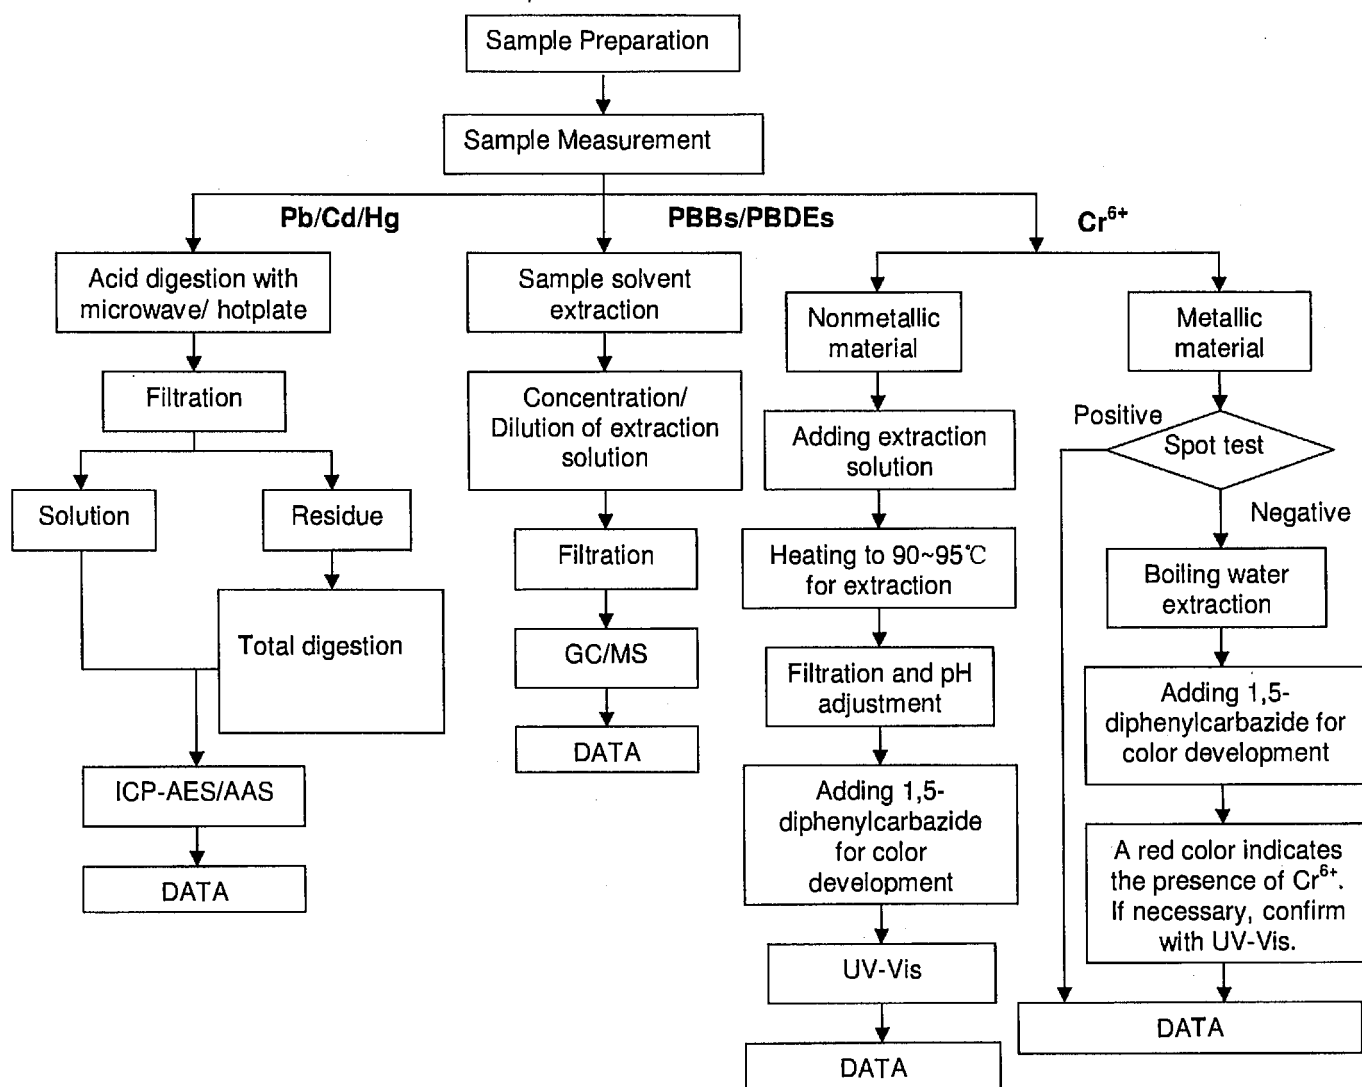 Sample Preparation
Sample Measurement
Pb/Cd/Hg
PBBs/PBDEs
Cr⁶⁺
Acid digestion with
microwave/ hotplate
Filtration
Solution
Residue
Total digestion
ICP-AES/AAS
DATA
Sample solvent
extraction
Concentration/
Dilution of extraction
solution
Filtration
GC/MS
DATA
Nonmetallic
material
Adding extraction
solution
Heating to 90~95℃
for extraction
Filtration and pH
adjustment
Adding 1,5-
diphenylcarbazide
for color
development
UV-Vis
DATA
Metallic
material
Positive
Spot test
Negative
Boiling water
extraction
Adding 1,5-
diphenylcarbazide for
color development
A red color indicates
the presence of Cr⁶⁺.
If necessary, confirm
with UV-Vis.
DATA